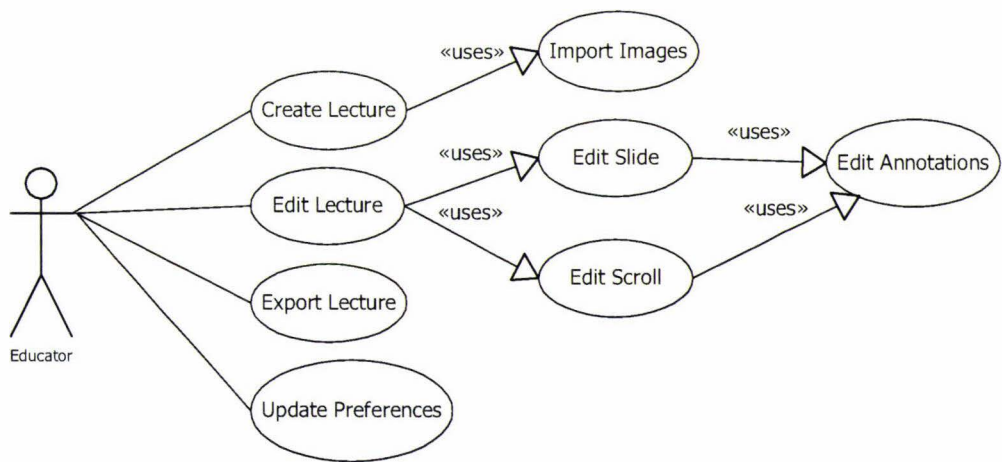 «uses»
Import Images
Create Lecture
«uses»
Edit Slide
«uses»
Edit Annotations
Edit Lecture
«uses»
«uses»
Edit Scroll
Export Lecture
Educator
Update Preferences